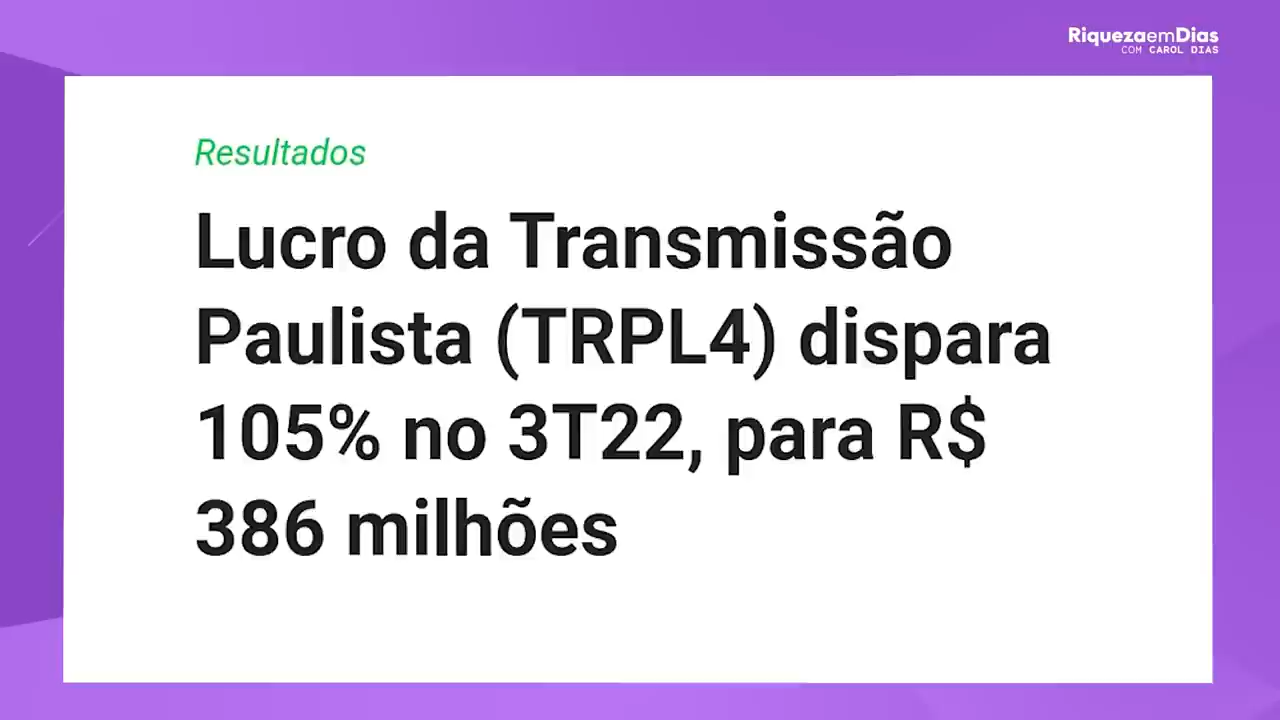 RiquezaemDias
COM CAROL DIAS
Resultados
Lucro da Transmissão
Paulista (TRPL4) dispara
105% no 3T22, para R$
386 milhões